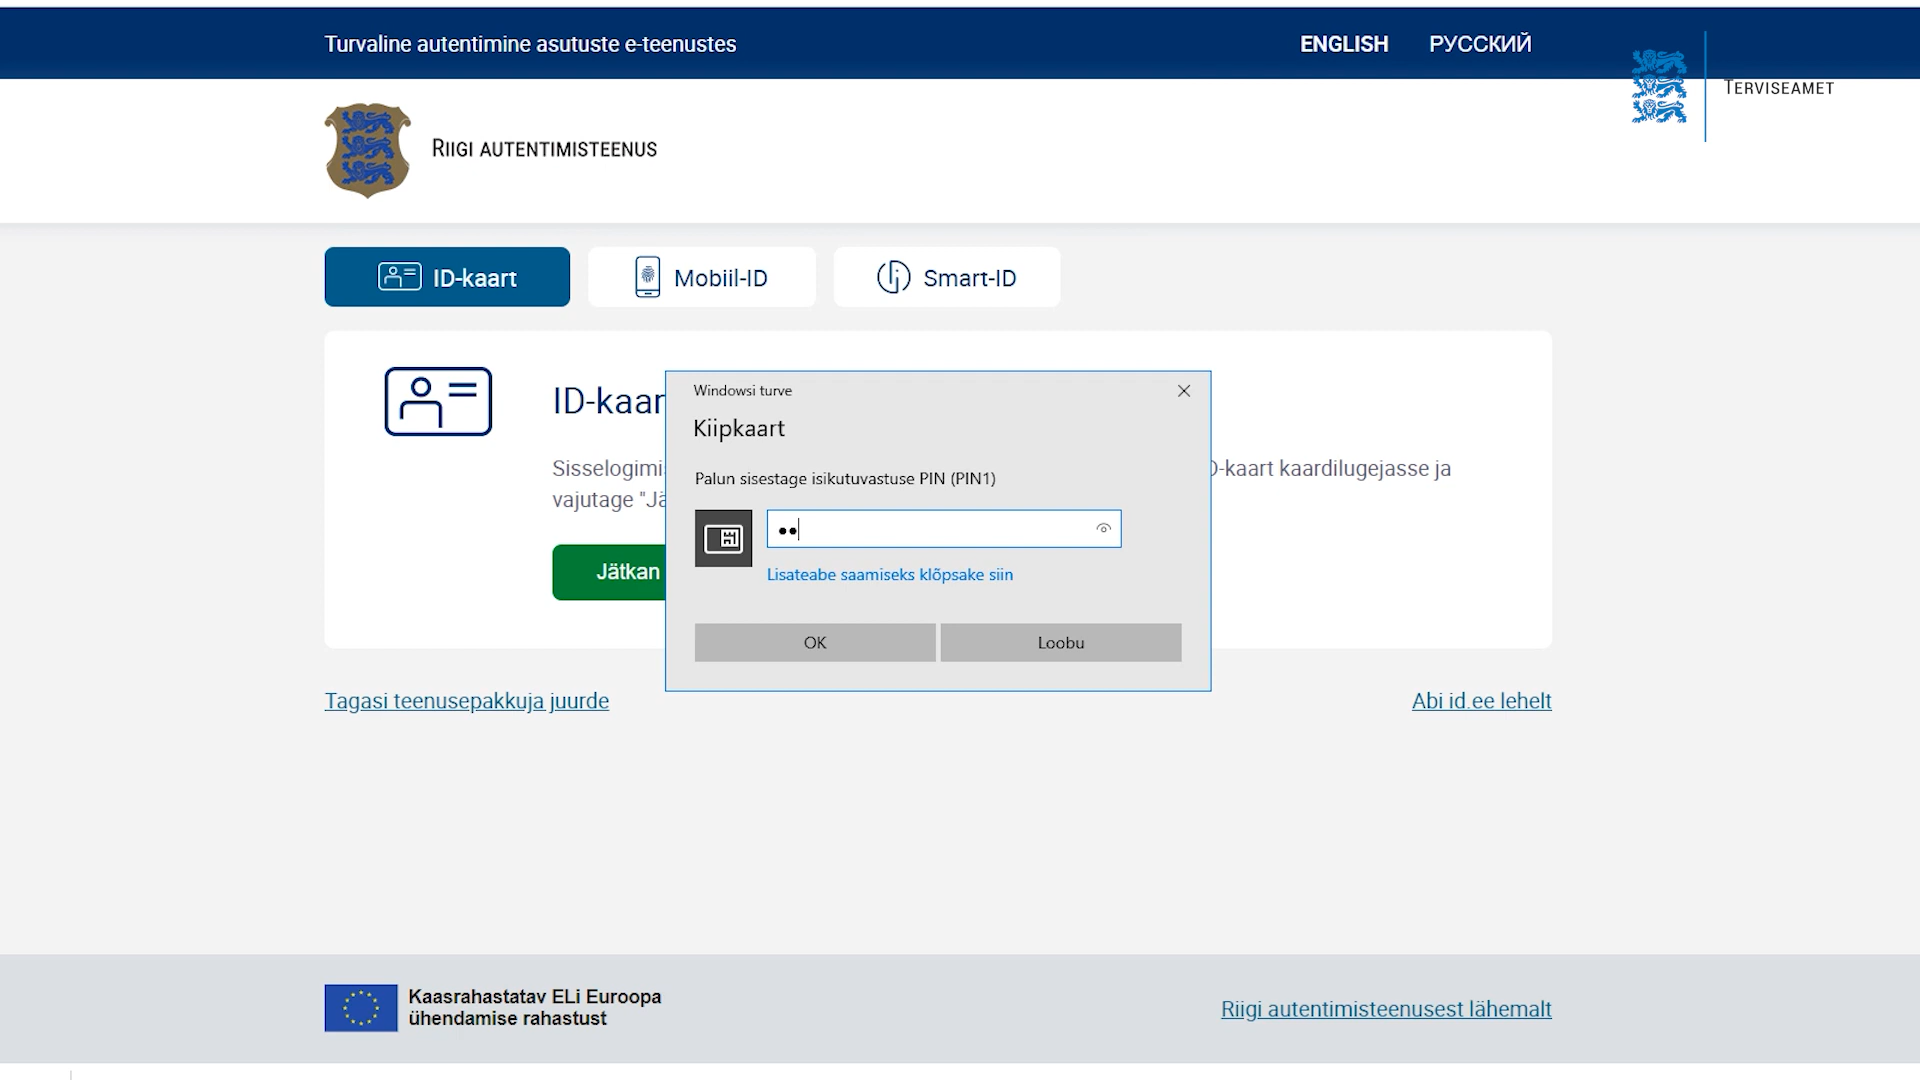 Turvaline autentimine asutuste e-teenustes
ENGLISH
РУССКИЙ
TERVISEAMET
RIIGI AUTENTIMISTEENUS
ID-kaart
Mobiil-ID
Smart-ID
ID-kaar
Sisselogimi
D-kaart kaardilugejasse ja
vajutage "Jä
Jätkan
Windowsi turve
Kiipkaart
Palun sisestage isikutuvastuse PIN (PIN1)
Lisateabe saamiseks klõpsake siin
OK
Loobu
Tagasi teenusepakkuja juurde
Abi id.ee lehelt
Kaasrahastatav ELi Euroopa
ühendamise rahastust
Riigi autentimisteenusest lähemalt